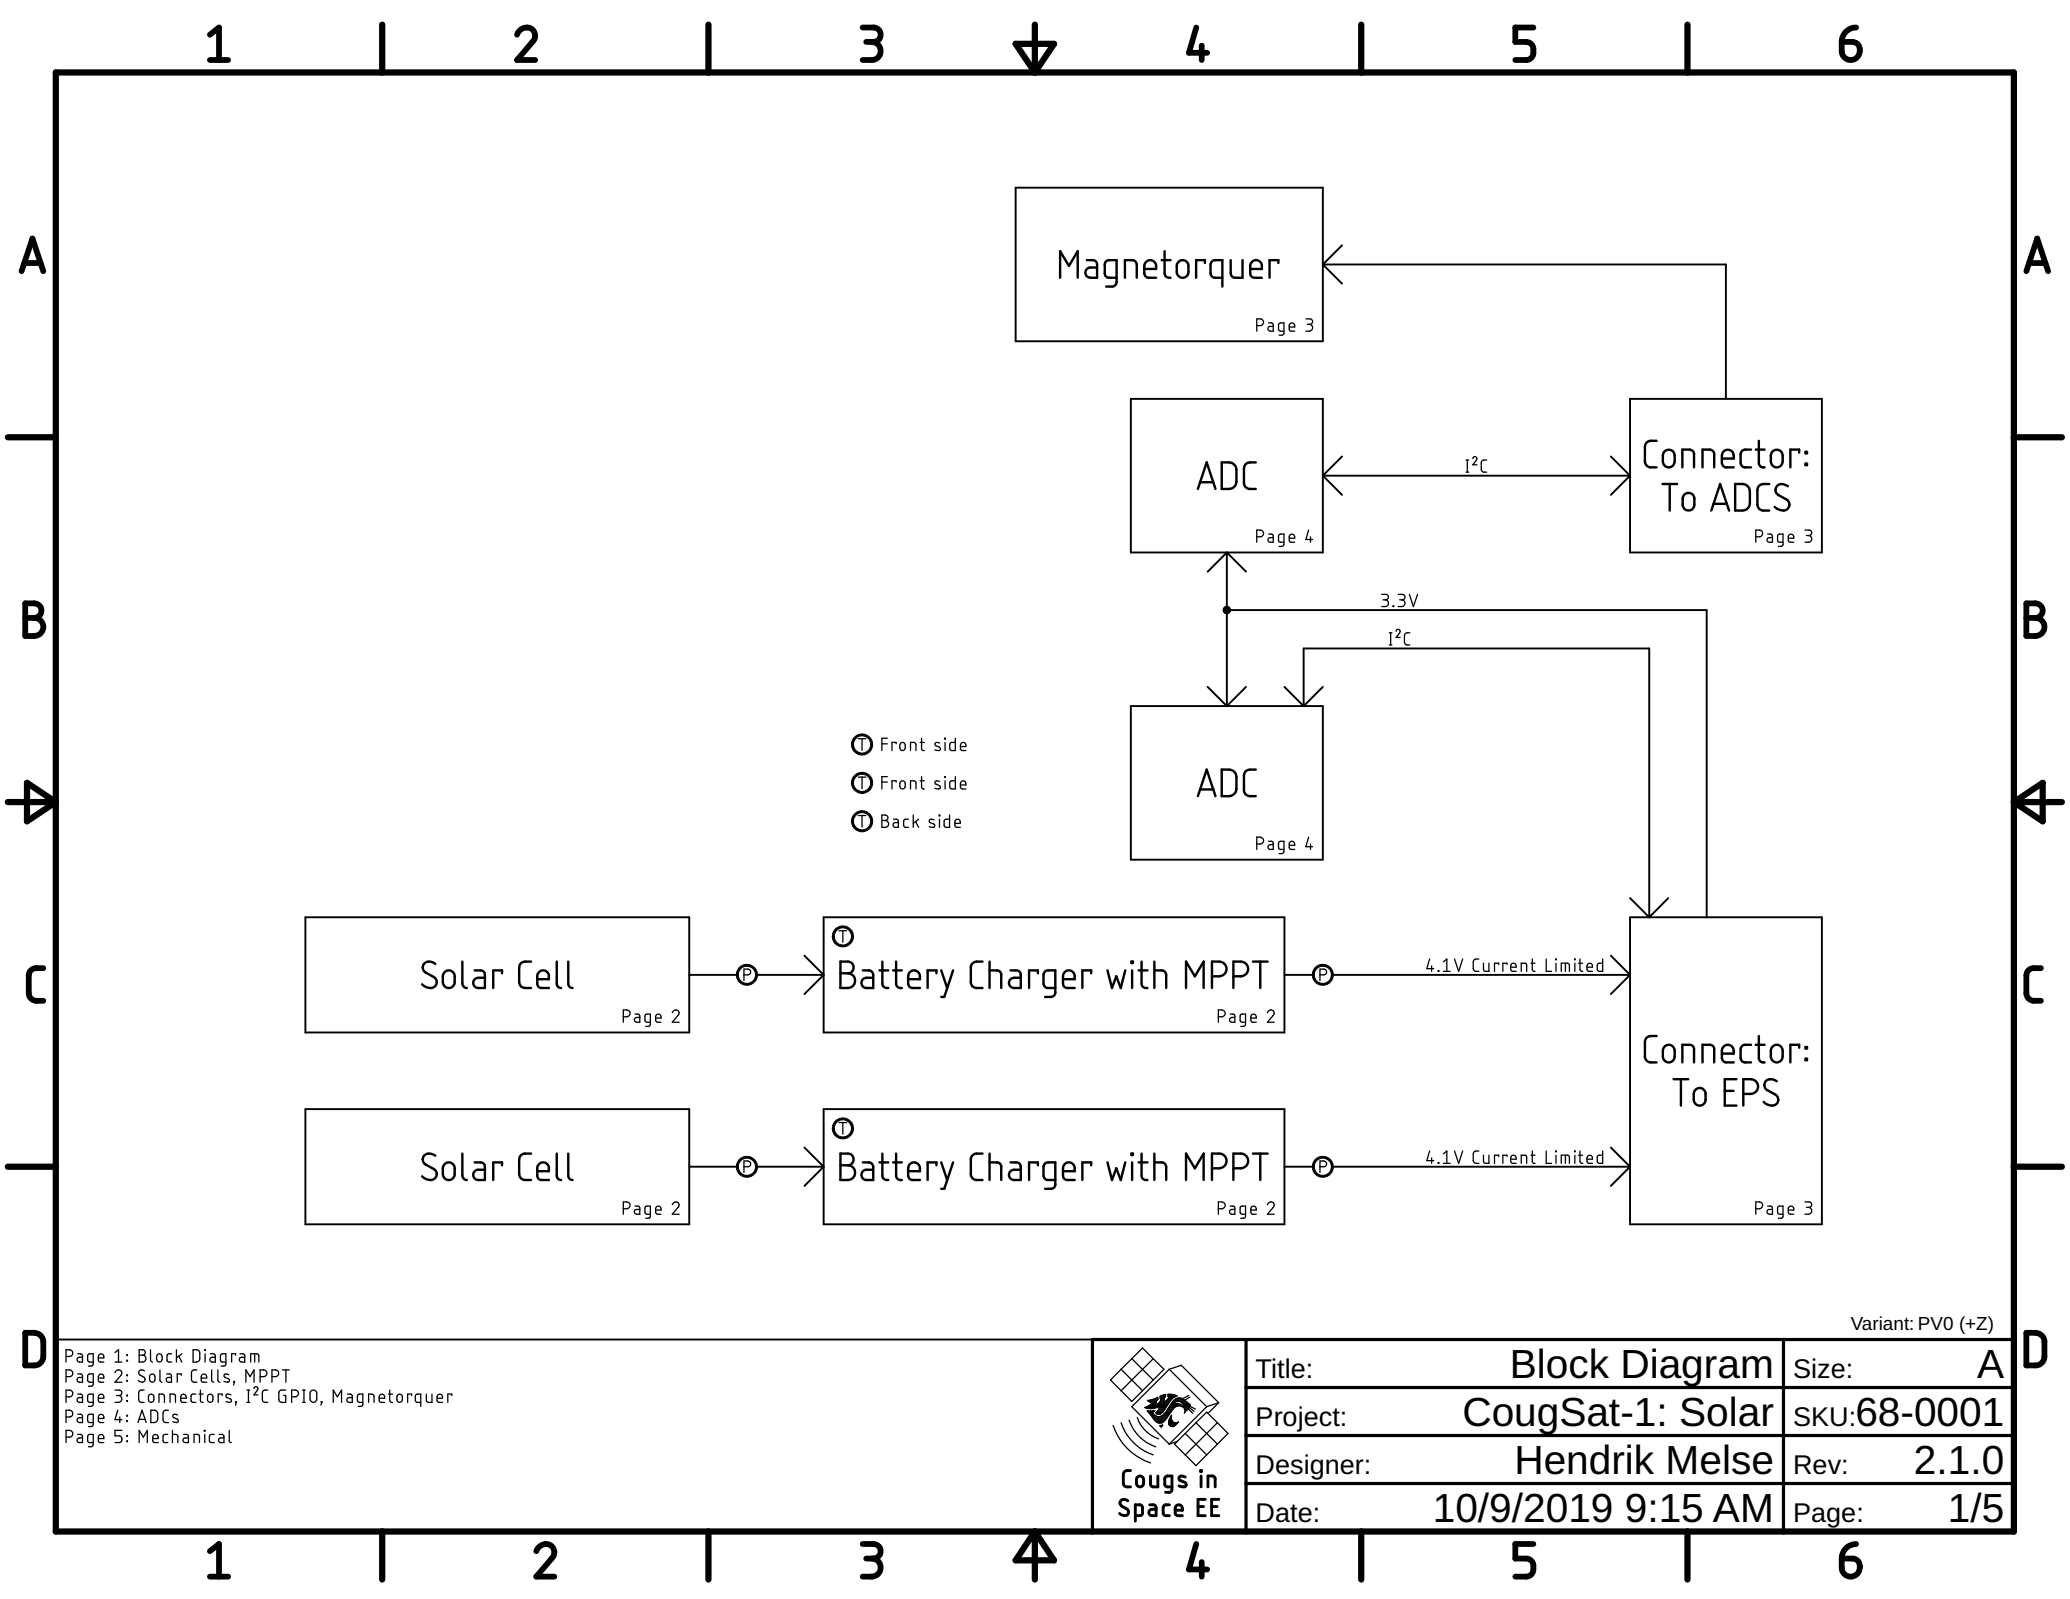 1 2 3 4 5 6
A A
Magnetorquer
Page 3
ADC
Page 4
I²C
Connector:
To ADCS
Page 3
B B
3.3V
I²C
ADC
Page 4
T Front side
T Front side
T Back side
C C
Solar Cell
Page 2
P
T
Battery Charger with MPPT
Page 2
P
4.1V Current Limited
Connector:
To EPS
Page 3
Solar Cell
Page 2
P
T
Battery Charger with MPPT
Page 2
P
4.1V Current Limited
Variant: PV0 (+Z)
D D
Page 1: Block Diagram
Page 2: Solar Cells, MPPT
Page 3: Connectors, I²C GPIO, Magnetorquer
Page 4: ADCs
Page 5: Mechanical
Cougs in
Space EE
Title: Block Diagram
Size: A
Project: CougSat-1: Solar
SKU:68-0001
Designer: Hendrik Melse
Rev: 2.1.0
Date: 10/9/2019 9:15 AM
Page: 1/5
1 2 3 4 5 6